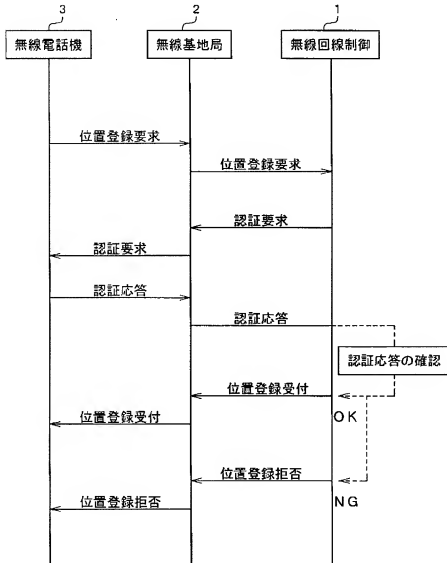 3
2
1
無線電話機
無線基地局
無線回線制御
位置登録要求
位置登録要求
認証要求
認証要求
認証応答
認証応答
認証応答の確認
位置登録受付
OK
位置登録受付
位置登録拒否
NG
位置登録拒否